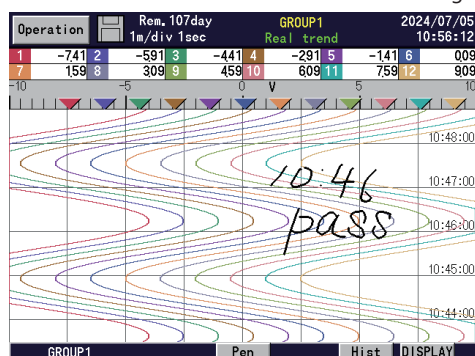 Operation Rem. 107day GROUP1 2024/07/05
1m/div 1sec Real trend 10:56:12
1 -741 2 -591 3 -441 4 -291 5 -141 6 009
7 159 8 309 9 459 10 609 11 759 12 909
-10 -5 0 V 5 10
10:48:00
10:46
10:47:00
pass
10:46:00
10:45:00
10:44:00
GROUP1 Pen Hist DISPLAY